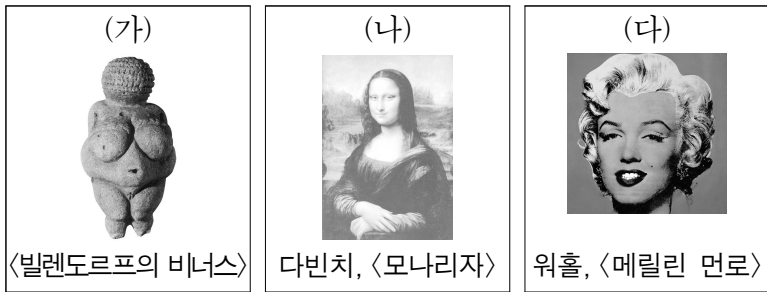 (가)
〈빌렌도르프의 비너스〉
(나)
다빈치, 〈모나리자〉
(다)
워홀, 〈메릴린 먼로〉